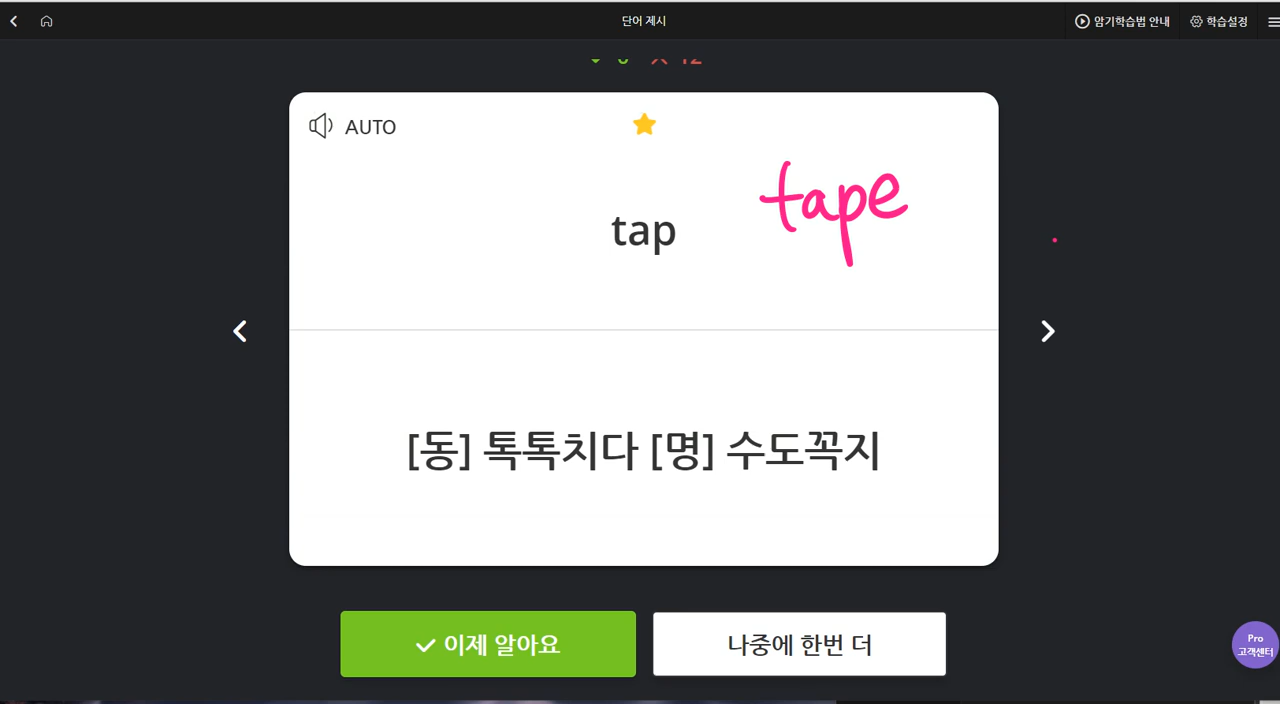 단어 제시
암기학습법 안내
학습설정
AUTO
tap
tape
[동] 톡톡치다 [명] 수도꼭지
이제 알아요
나중에 한번 더
Pro
고객센터